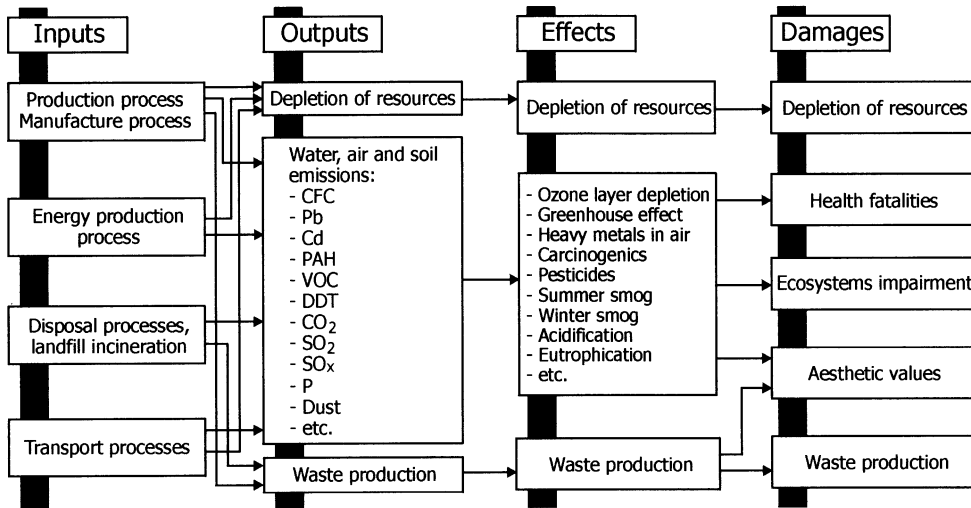 Inputs
Outputs
Effects
Damages
Production process
Manufacture process
Energy production
process
Disposal processes,
landfill incineration
Transport processes
Depletion of resources
Water, air and soil
emissions:
- CFC
- Pb
- Cd
- PAH
- VOC
- DDT
- CO₂
- SO₂
- SOₓ
- P
- Dust
- etc.
Waste production
Depletion of resources
- Ozone layer depletion
- Greenhouse effect
- Heavy metals in air
- Carcinogenics
- Pesticides
- Summer smog
- Winter smog
- Acidification
- Eutrophication
- etc.
Waste production
Depletion of resources
Health fatalities
Ecosystems impairment
Aesthetic values
Waste production